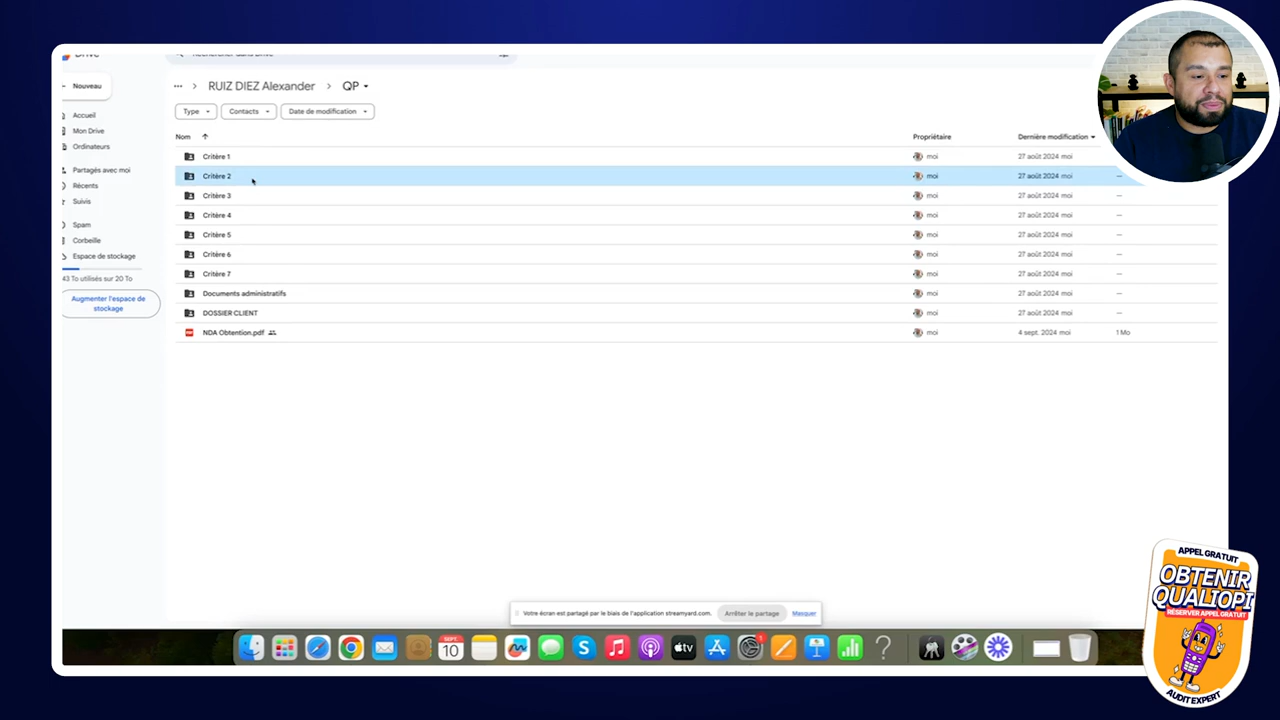 Drive
Rechercher dans Drive
Nouveau
RUIZ DIEZ Alexander > QP
Type
Contacts
Date de modification
Accueil
Mon Drive
Ordinateurs
Partagés avec moi
Récents
Suivis
Spam
Corbeille
Espace de stockage
43 To utilisés sur 20 To
Augmenter l'espace de
stockage
Nom Propriétaire Dernière modification
Critère 1 moi 27 août 2024 moi
Critère 2 moi 27 août 2024 moi —
Critère 3 moi 27 août 2024 moi —
Critère 4 moi 27 août 2024 moi —
Critère 5 moi 27 août 2024 moi —
Critère 6 moi 27 août 2024 moi —
Critère 7 moi 27 août 2024 moi —
Documents administratifs moi 27 août 2024 moi —
DOSSIER CLIENT moi 27 août 2024 moi —
NDA Obtention.pdf moi 4 sept. 2024 moi 1 Mo
Votre écran est partagé par le biais de l'application streamyard.com.
Arrêter le partage
Masquer
SEPT.
10
tv
1
APPEL GRATUIT
OBTENIR
QUALIOPI
RÉSERVER APPEL GRATUIT
AUDIT EXPERT